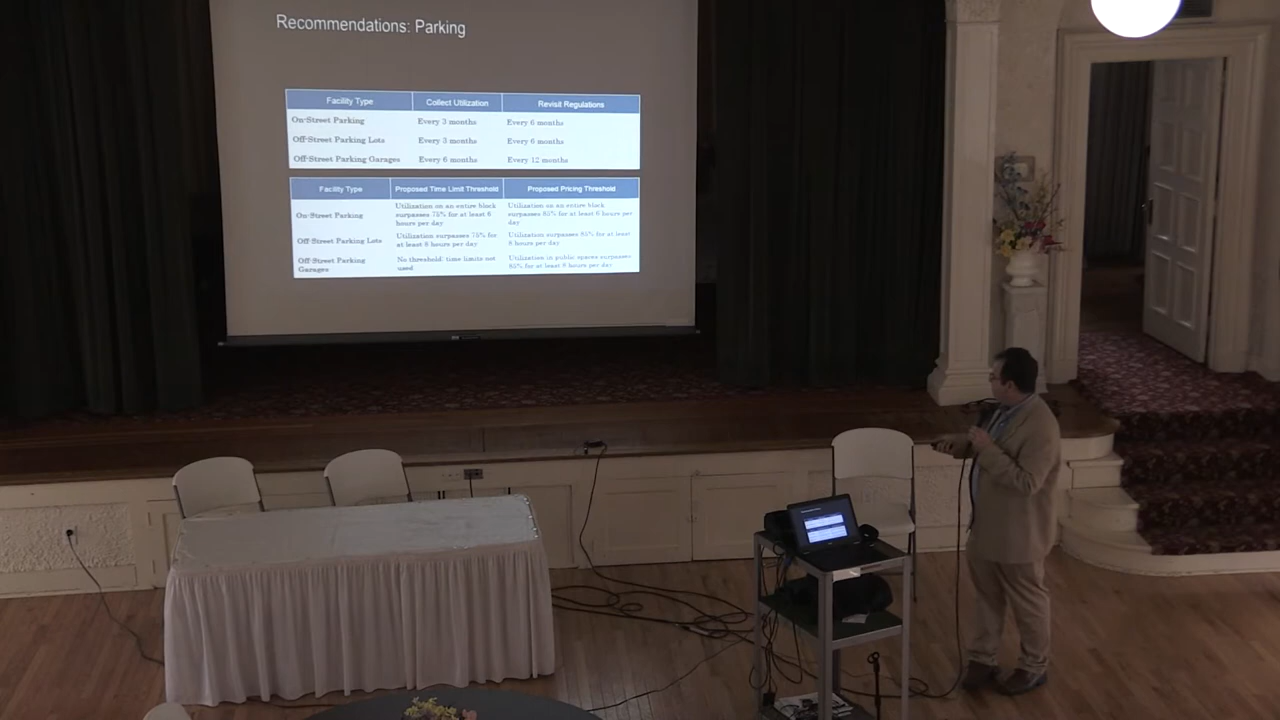 Recommendations: Parking
Facility Type Collect Utilization Revisit Regulations
On-Street Parking Every 3 months Every 6 months
Off-Street Parking Lots Every 3 months Every 6 months
Off-Street Parking Garages Every 6 months Every 12 months
Facility Type Proposed Time Limit Threshold Proposed Pricing Threshold
On-Street Parking
Utilization on an entire block
surpasses 75% for at least 6
hours per day
Utilization on an entire block
surpasses 85% for at least 6 hours per
day
Off-Street Parking Lots
Utilization surpasses 75% for
at least 8 hours per day
Utilization surpasses 85% for at least
8 hours per day
Off-Street Parking
Garages
No threshold/ time limits not
used
Utilization in public spaces surpasses
85% for at least 8 hours per day